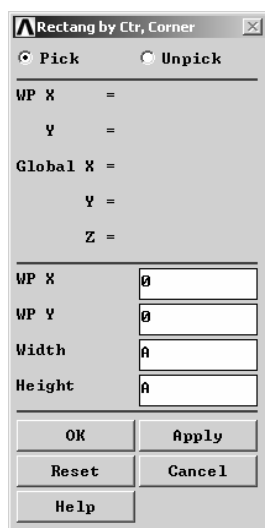 Rectang by Ctr, Corner
Pick Unpick
WP X =
Y =
Global X =
Y =
Z =
WP X 0
WP Y 0
Width A
Height A
OK Apply
Reset Cancel
Help